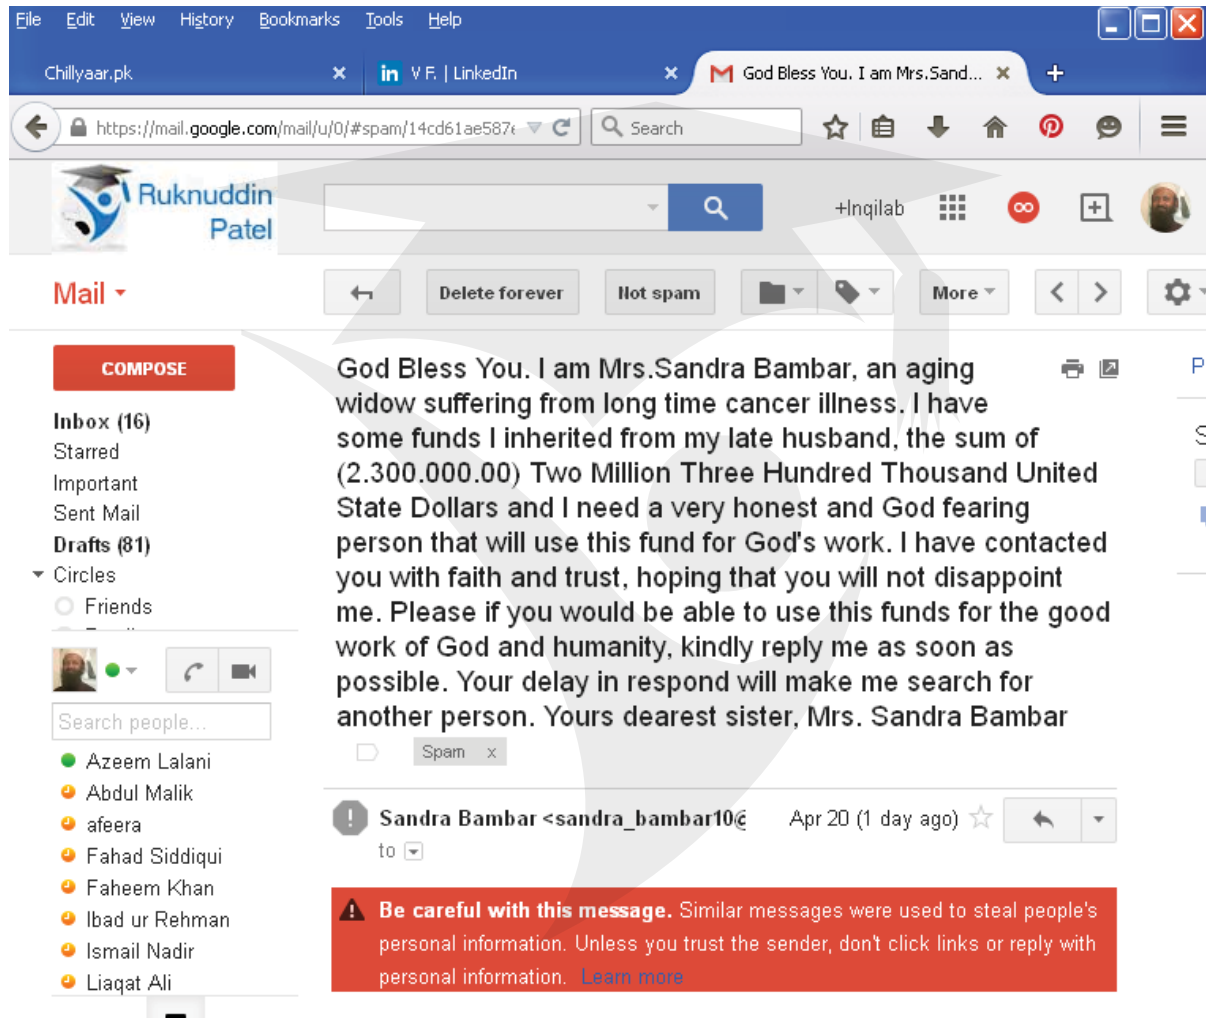 File Edit View History Bookmarks Tools Help
Chillyaar.pk × in V F. | LinkedIn × God Bless You. I am Mrs.Sand... × +
https://mail.google.com/mail/u/0/#spam/14cd61ae587 Search
Ruknuddin
Patel
+Inqilab
Mail
Delete forever Not spam More
COMPOSE
Inbox (16)
Starred
Important
Sent Mail
Drafts (81)
Circles
Friends
Search people...
Azeem Lalani
Abdul Malik
afeera
Fahad Siddiqui
Faheem Khan
Ibad ur Rehman
Ismail Nadir
Liaqat Ali
God Bless You. I am Mrs.Sandra Bambar, an aging
widow suffering from long time cancer illness. I have
some funds I inherited from my late husband, the sum of
(2.300.000.00) Two Million Three Hundred Thousand United
State Dollars and I need a very honest and God fearing
person that will use this fund for God's work. I have contacted
you with faith and trust, hoping that you will not disappoint
me. Please if you would be able to use this funds for the good
work of God and humanity, kindly reply me as soon as
possible. Your delay in respond will make me search for
another person. Yours dearest sister, Mrs. Sandra Bambar
Spam x
Sandra Bambar <sandra_bambar10@ Apr 20 (1 day ago)
to
Be careful with this message. Similar messages were used to steal people's
personal information. Unless you trust the sender, don't click links or reply with
personal information. Learn more